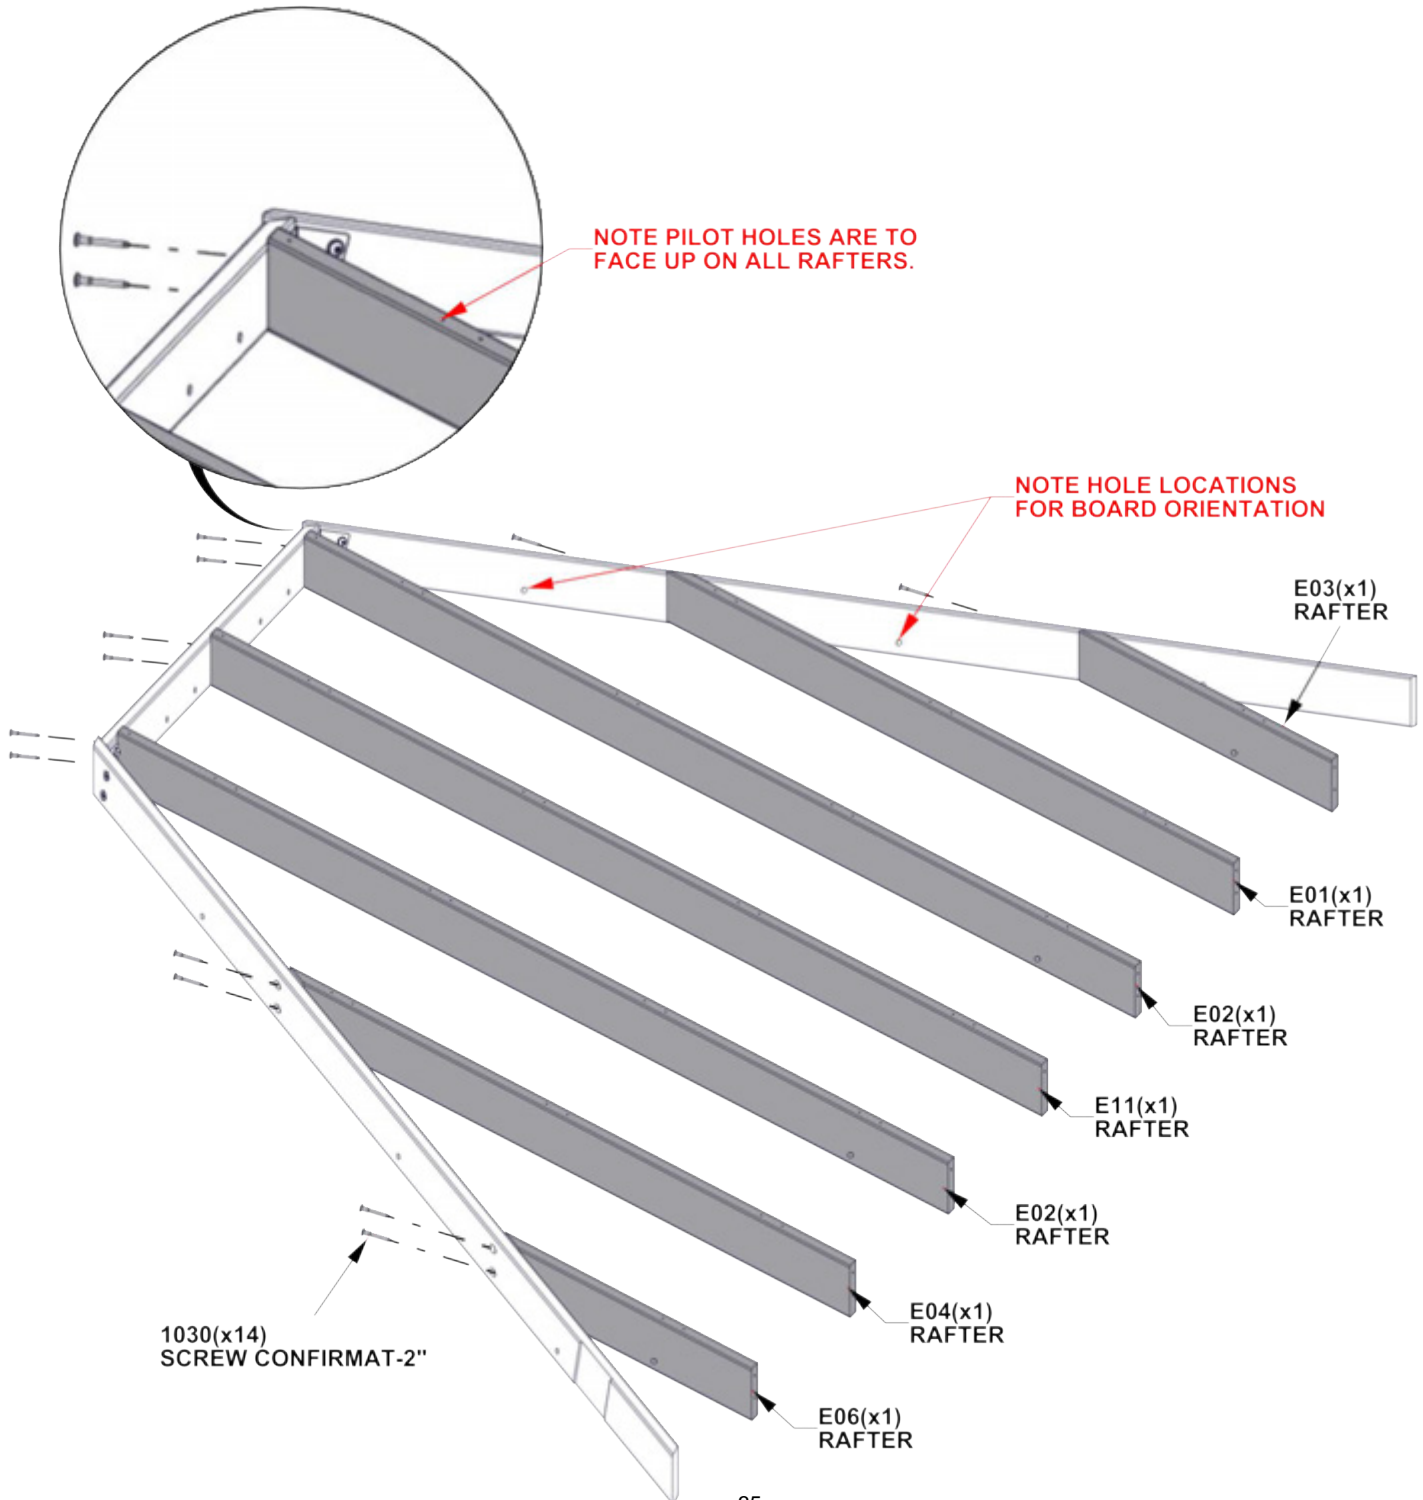 NOTE PILOT HOLES ARE TO
FACE UP ON ALL RAFTERS.
NOTE HOLE LOCATIONS
FOR BOARD ORIENTATION
E03(x1)
RAFTER
E01(x1)
RAFTER
E02(x1)
RAFTER
E11(x1)
RAFTER
E02(x1)
RAFTER
E04(x1)
RAFTER
1030(x14)
SCREW CONFIRMAT-2"
E06(x1)
RAFTER